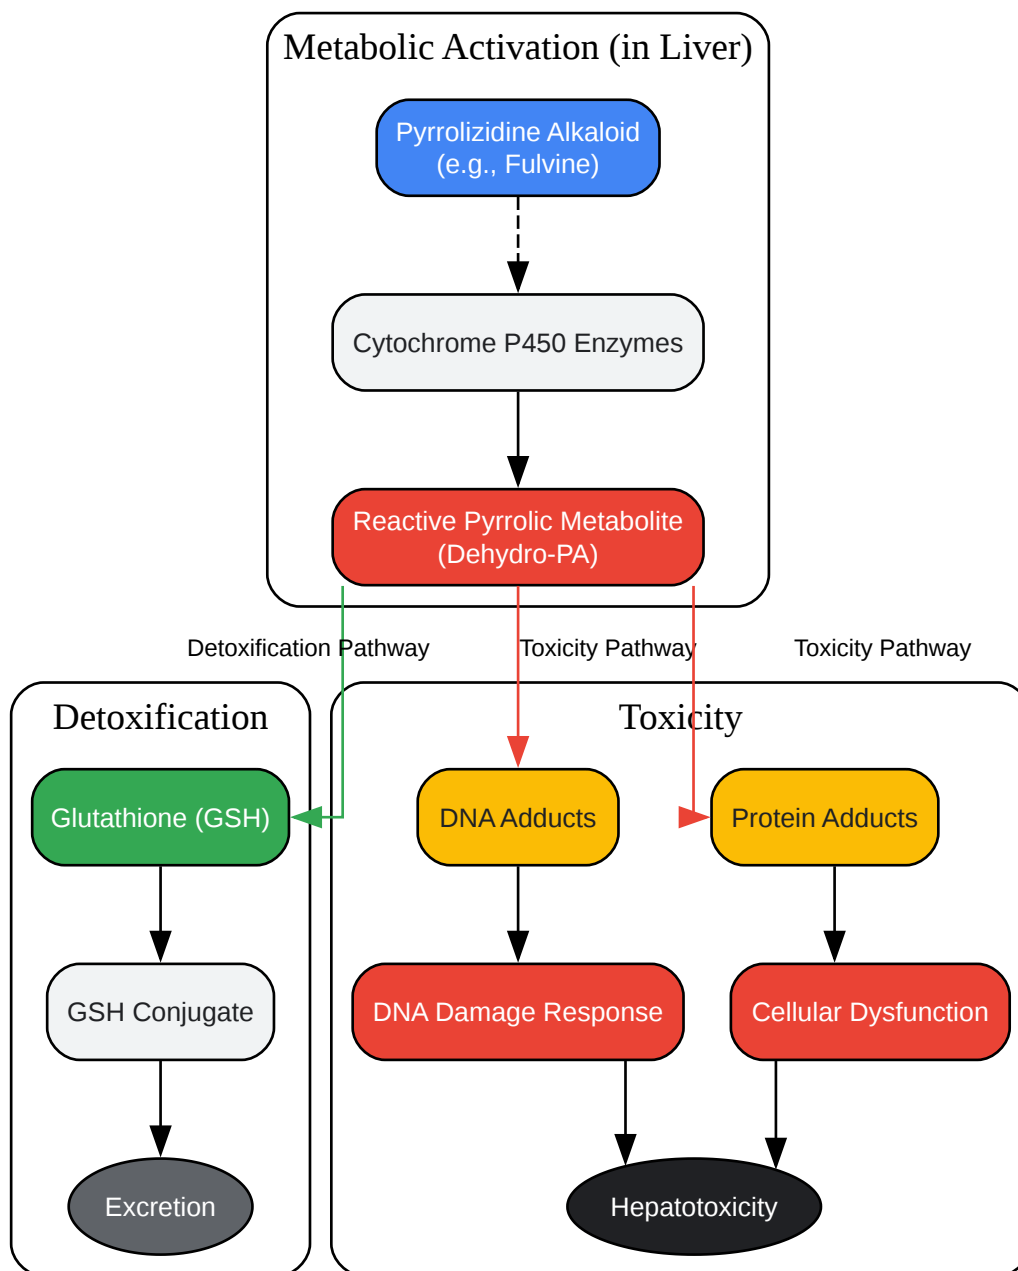 Metabolic Activation (in Liver)
Pyrrolizidine Alkaloid
(e.g., Fulvine)
Cytochrome P450 Enzymes
Reactive Pyrrolic Metabolite
(Dehydro-PA)
Detoxification Pathway
Toxicity Pathway
Toxicity Pathway
Detoxification
Toxicity
Glutathione (GSH)
DNA Adducts
Protein Adducts
GSH Conjugate
DNA Damage Response
Cellular Dysfunction
Excretion
Hepatotoxicity